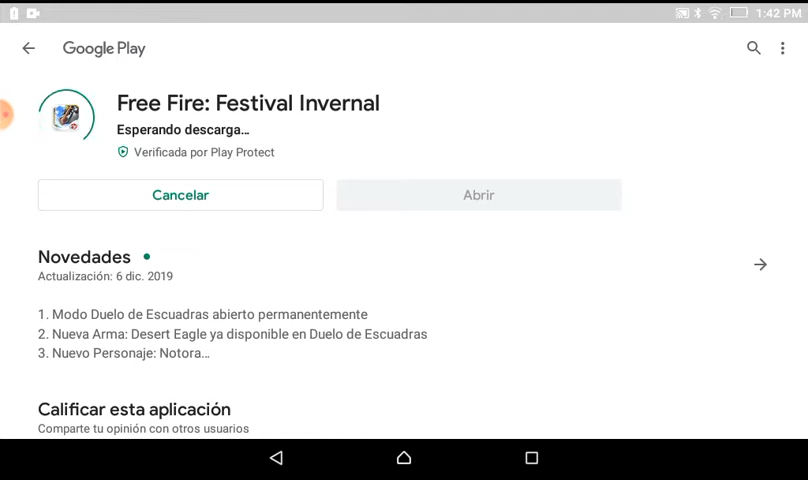 1:42 PM
Google Play
Free Fire: Festival Invernal
Esperando descarga...
Verificada por Play Protect
Cancelar
Abrir
Novedades
Actualización: 6 dic. 2019
1. Modo Duelo de Escuadras abierto permanentemente
2. Nueva Arma: Desert Eagle ya disponible en Duelo de Escuadras
3. Nuevo Personaje: Notora...
Calificar esta aplicación
Comparte tu opinión con otros usuarios